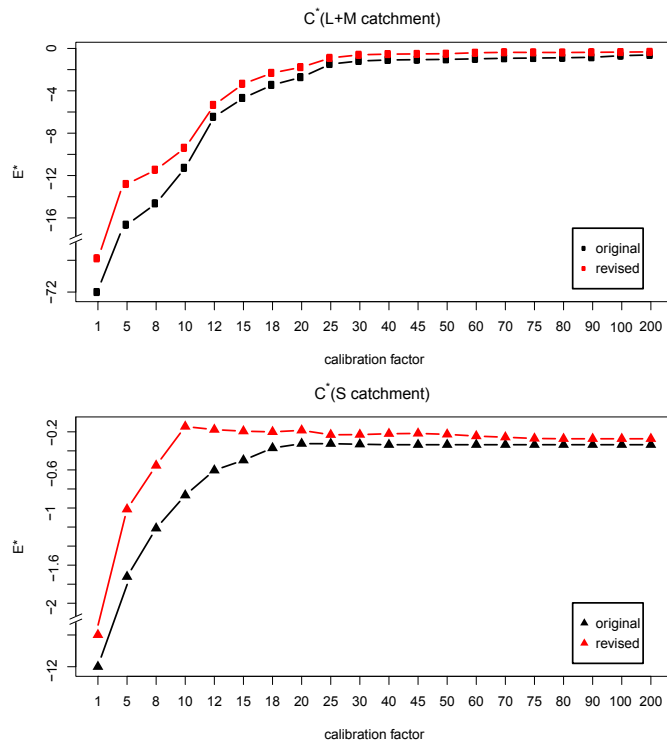 C*(L+M catchment)
0
−4
−8
−12
−16
−72
E*
original
revised
1 5 8 10 12 15 18 20 25 30 40 45 50 60 70 75 80 90 100 200
calibration factor
C*(S catchment)
−0.2
−0.6
−1
−1.6
−2
−12
E*
original
revised
1 5 8 10 12 15 18 20 25 30 40 45 50 60 70 75 80 90 100 200
calibration factor